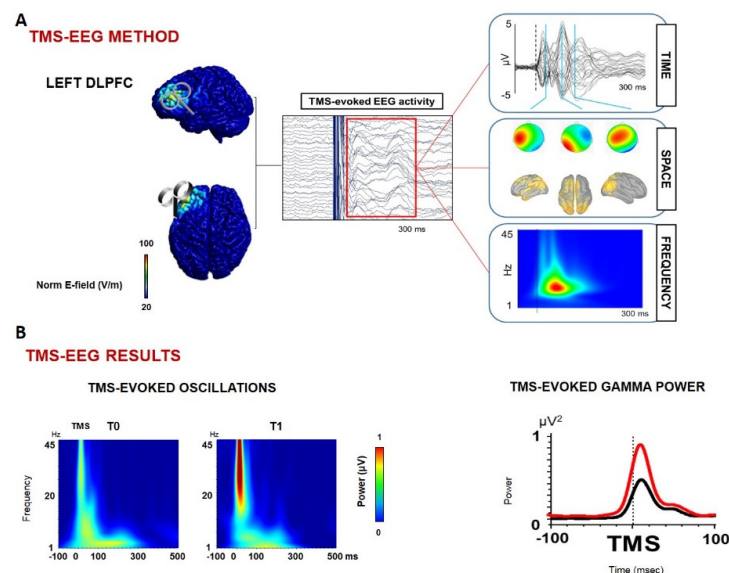 A
TMS-EEG METHOD
LEFT DLPFC
Norm E-field (V/m)
100
20
TMS-evoked EEG activity
300 ms
5
µV
-5
300 ms
TIME
SPACE
45
Hz
1
300 ms
FREQUENCY
B
TMS-EEG RESULTS
TMS-EVOKED OSCILLATIONS
Hz TMS T0
45
20
1
Frequency
-100 0 100 300 500
Hz T1
45
20
1
-100 0 100 300 500 ms
1
Power (µV)
0
TMS-EVOKED GAMMA POWER
µV2
1
Power
0
-100 TMS 100
Time (msec)